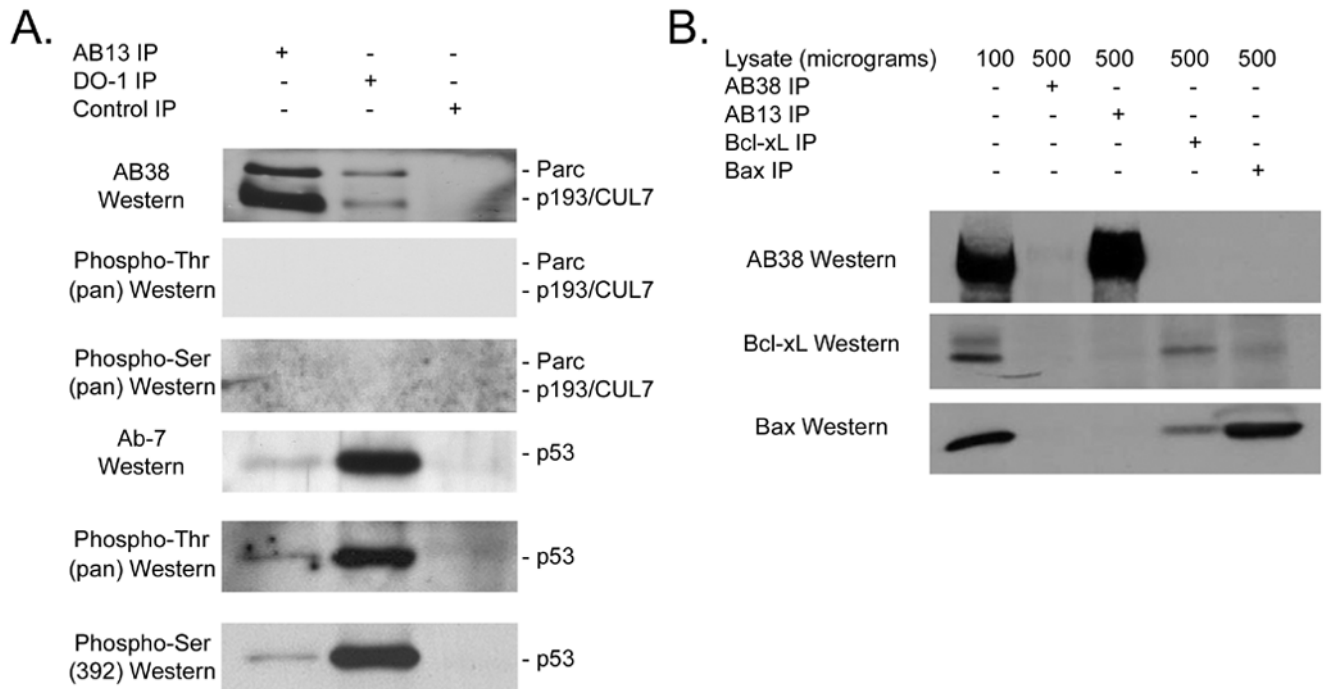 A.
AB13 IP + - -
DO-1 IP - + -
Control IP - - +
AB38
Western
- Parc
- p193/CUL7
Phospho-Thr
(pan) Western
- Parc
- p193/CUL7
Phospho-Ser
(pan) Western
- Parc
- p193/CUL7
Ab-7
Western
- p53
Phospho-Thr
(pan) Western
- p53
Phospho-Ser
(392) Western
- p53
B.
Lysate (micrograms) 100 500 500 500 500
AB38 IP - + - - -
AB13 IP - - + - -
Bcl-xL IP - - - + -
Bax IP - - - - +
AB38 Western
Bcl-xL Western
Bax Western